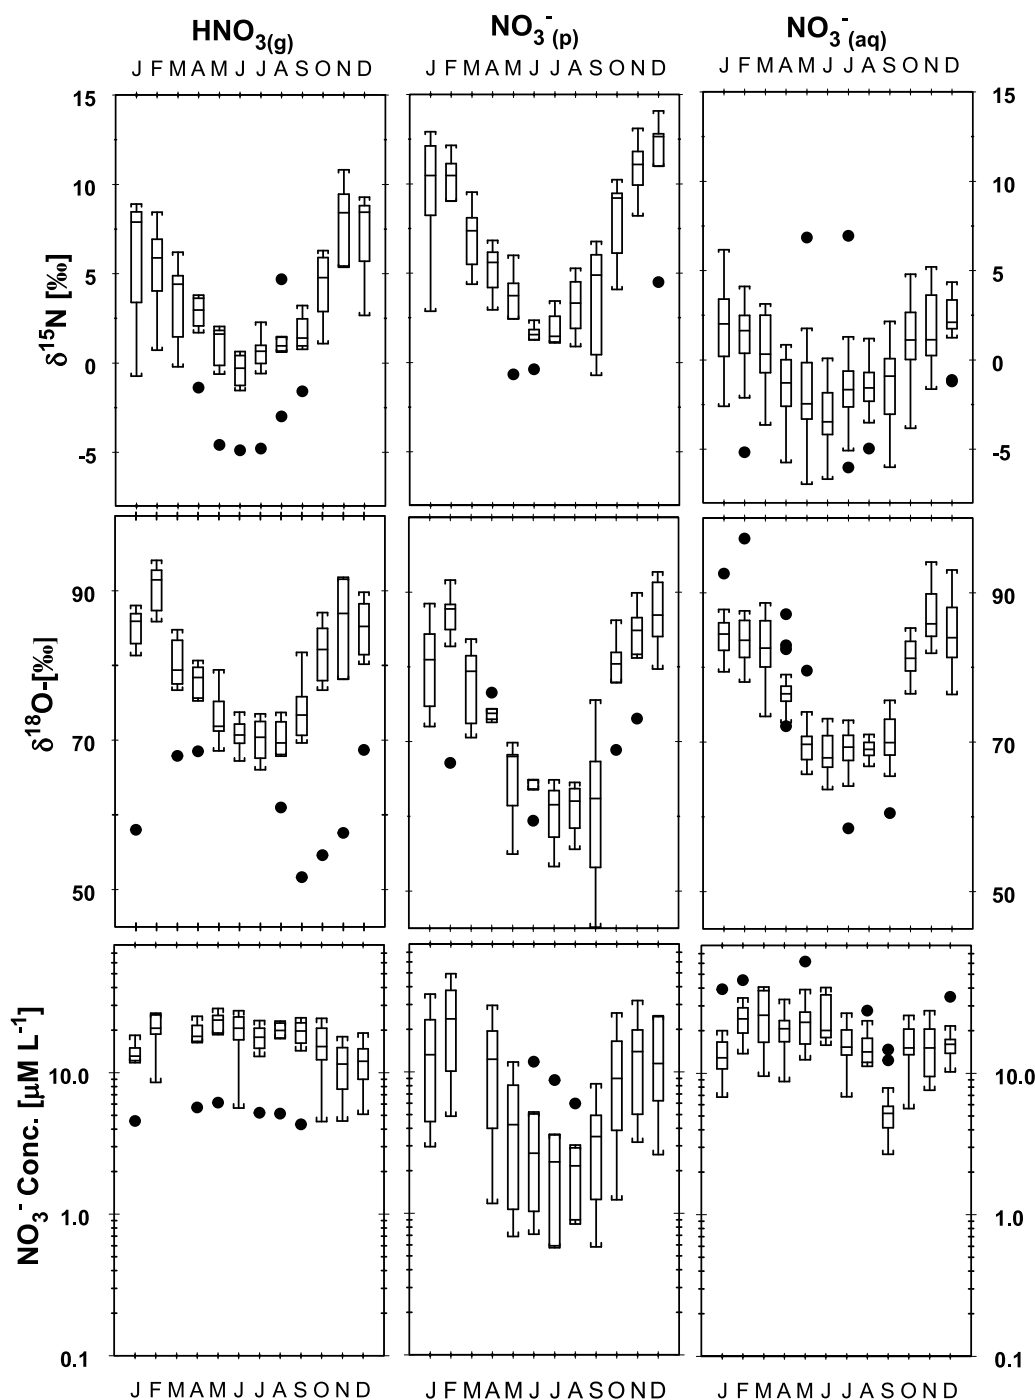 HNO3(g) NO3-(p) NO3-(aq)
J F M A M J J A S O N D J F M A M J J A S O N D J F M A M J J A S O N D
15 15
10 10
δ15N [‰]
5 5
0 0
-5 -5
90 90
δ18O-[‰]
70 70
50 50
NO3- Conc. [µM L-1]
10.0 10.0
1.0 1.0
0.1 0.1
J F M A M J J A S O N D J F M A M J J A S O N D J F M A M J J A S O N D